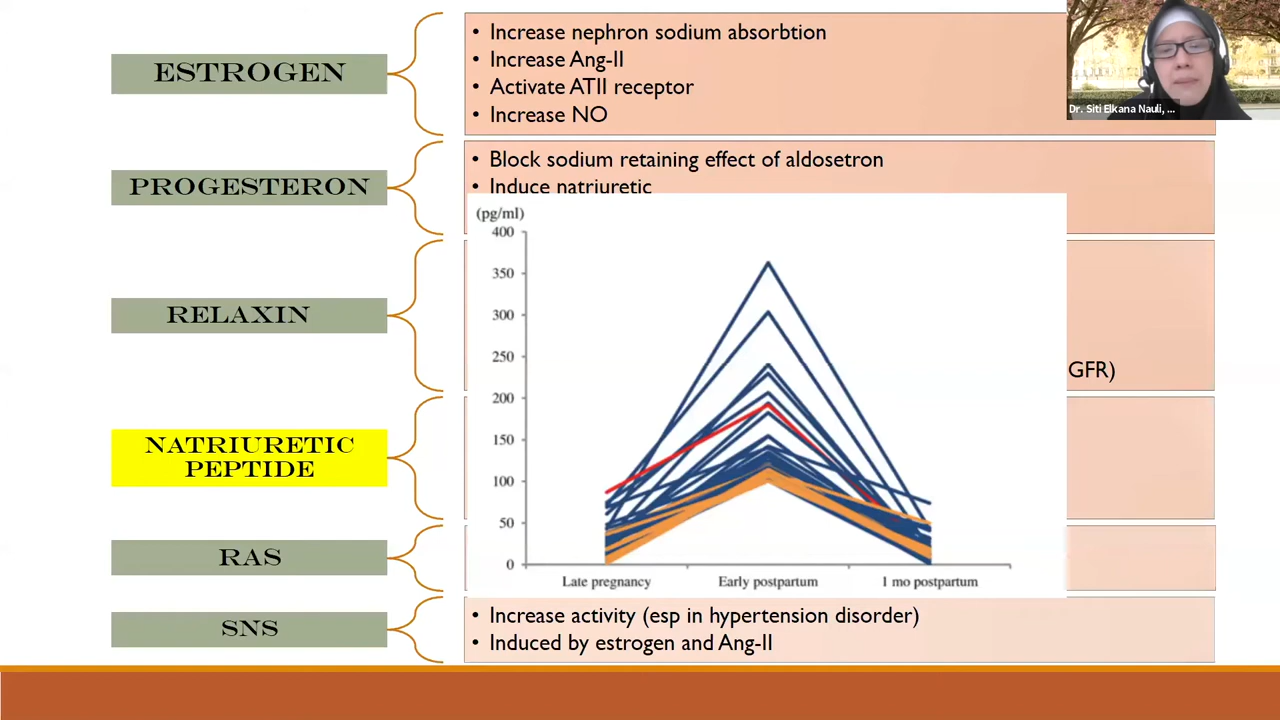 ESTROGEN
• Increase nephron sodium absorbtion
• Increase Ang-II
• Activate ATII receptor
• Increase NO
Dr. Siti Elkana Nauli, ...
PROGESTERON
• Block sodium retaining effect of aldosetron
• Induce natriuretic
RELAXIN
GFR)
NATRIURETIC
PEPTIDE
RAS
SNS
• Increase activity (esp in hypertension disorder)
• Induced by estrogen and Ang-II
(pg/ml)
400
350
300
250
200
150
100
50
0
Late pregnancy Early postpartum 1 mo postpartum